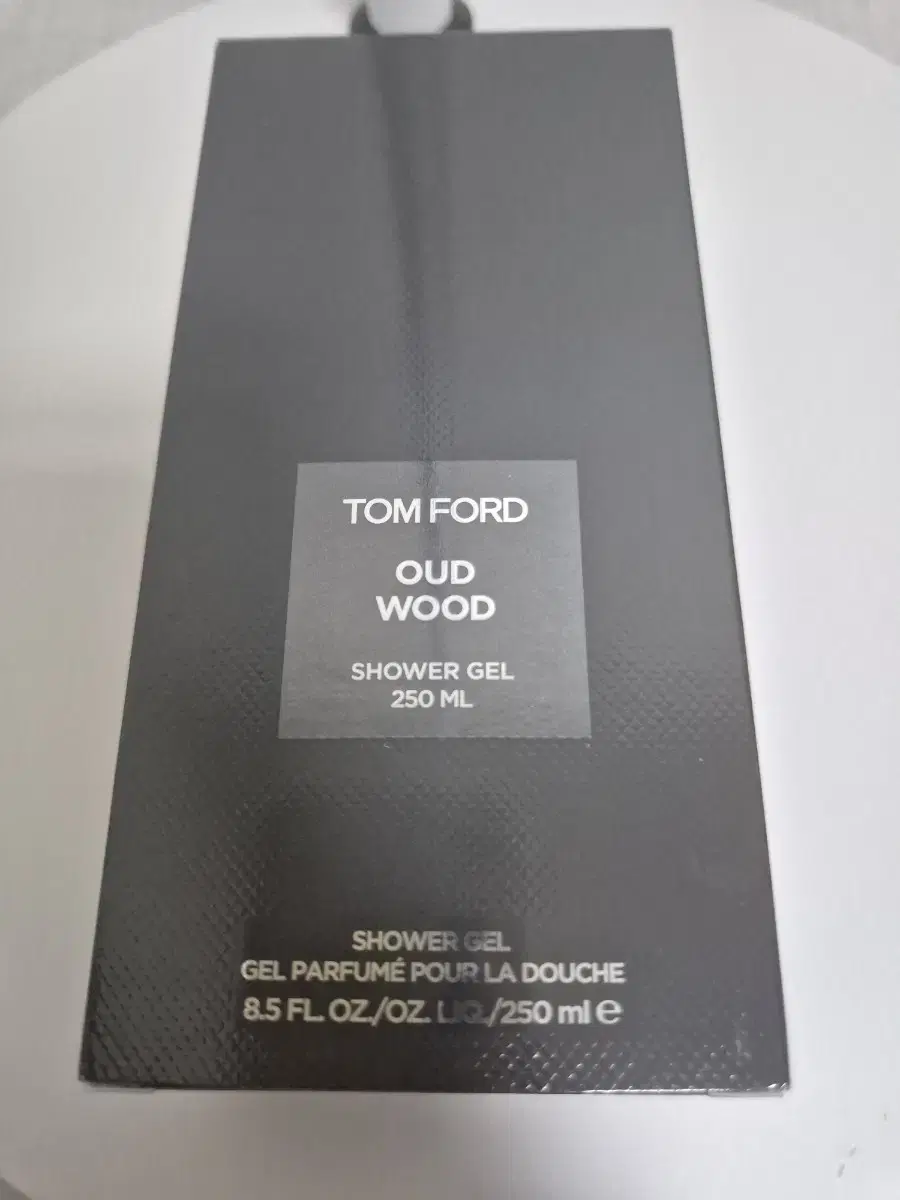 TOM FORD
OUD
WOOD
SHOWER GEL
250 ML
SHOWER GEL
GEL PARFUMÉ POUR LA DOUCHE
8.5 FL. OZ./OZ. LIQ./250 ml e